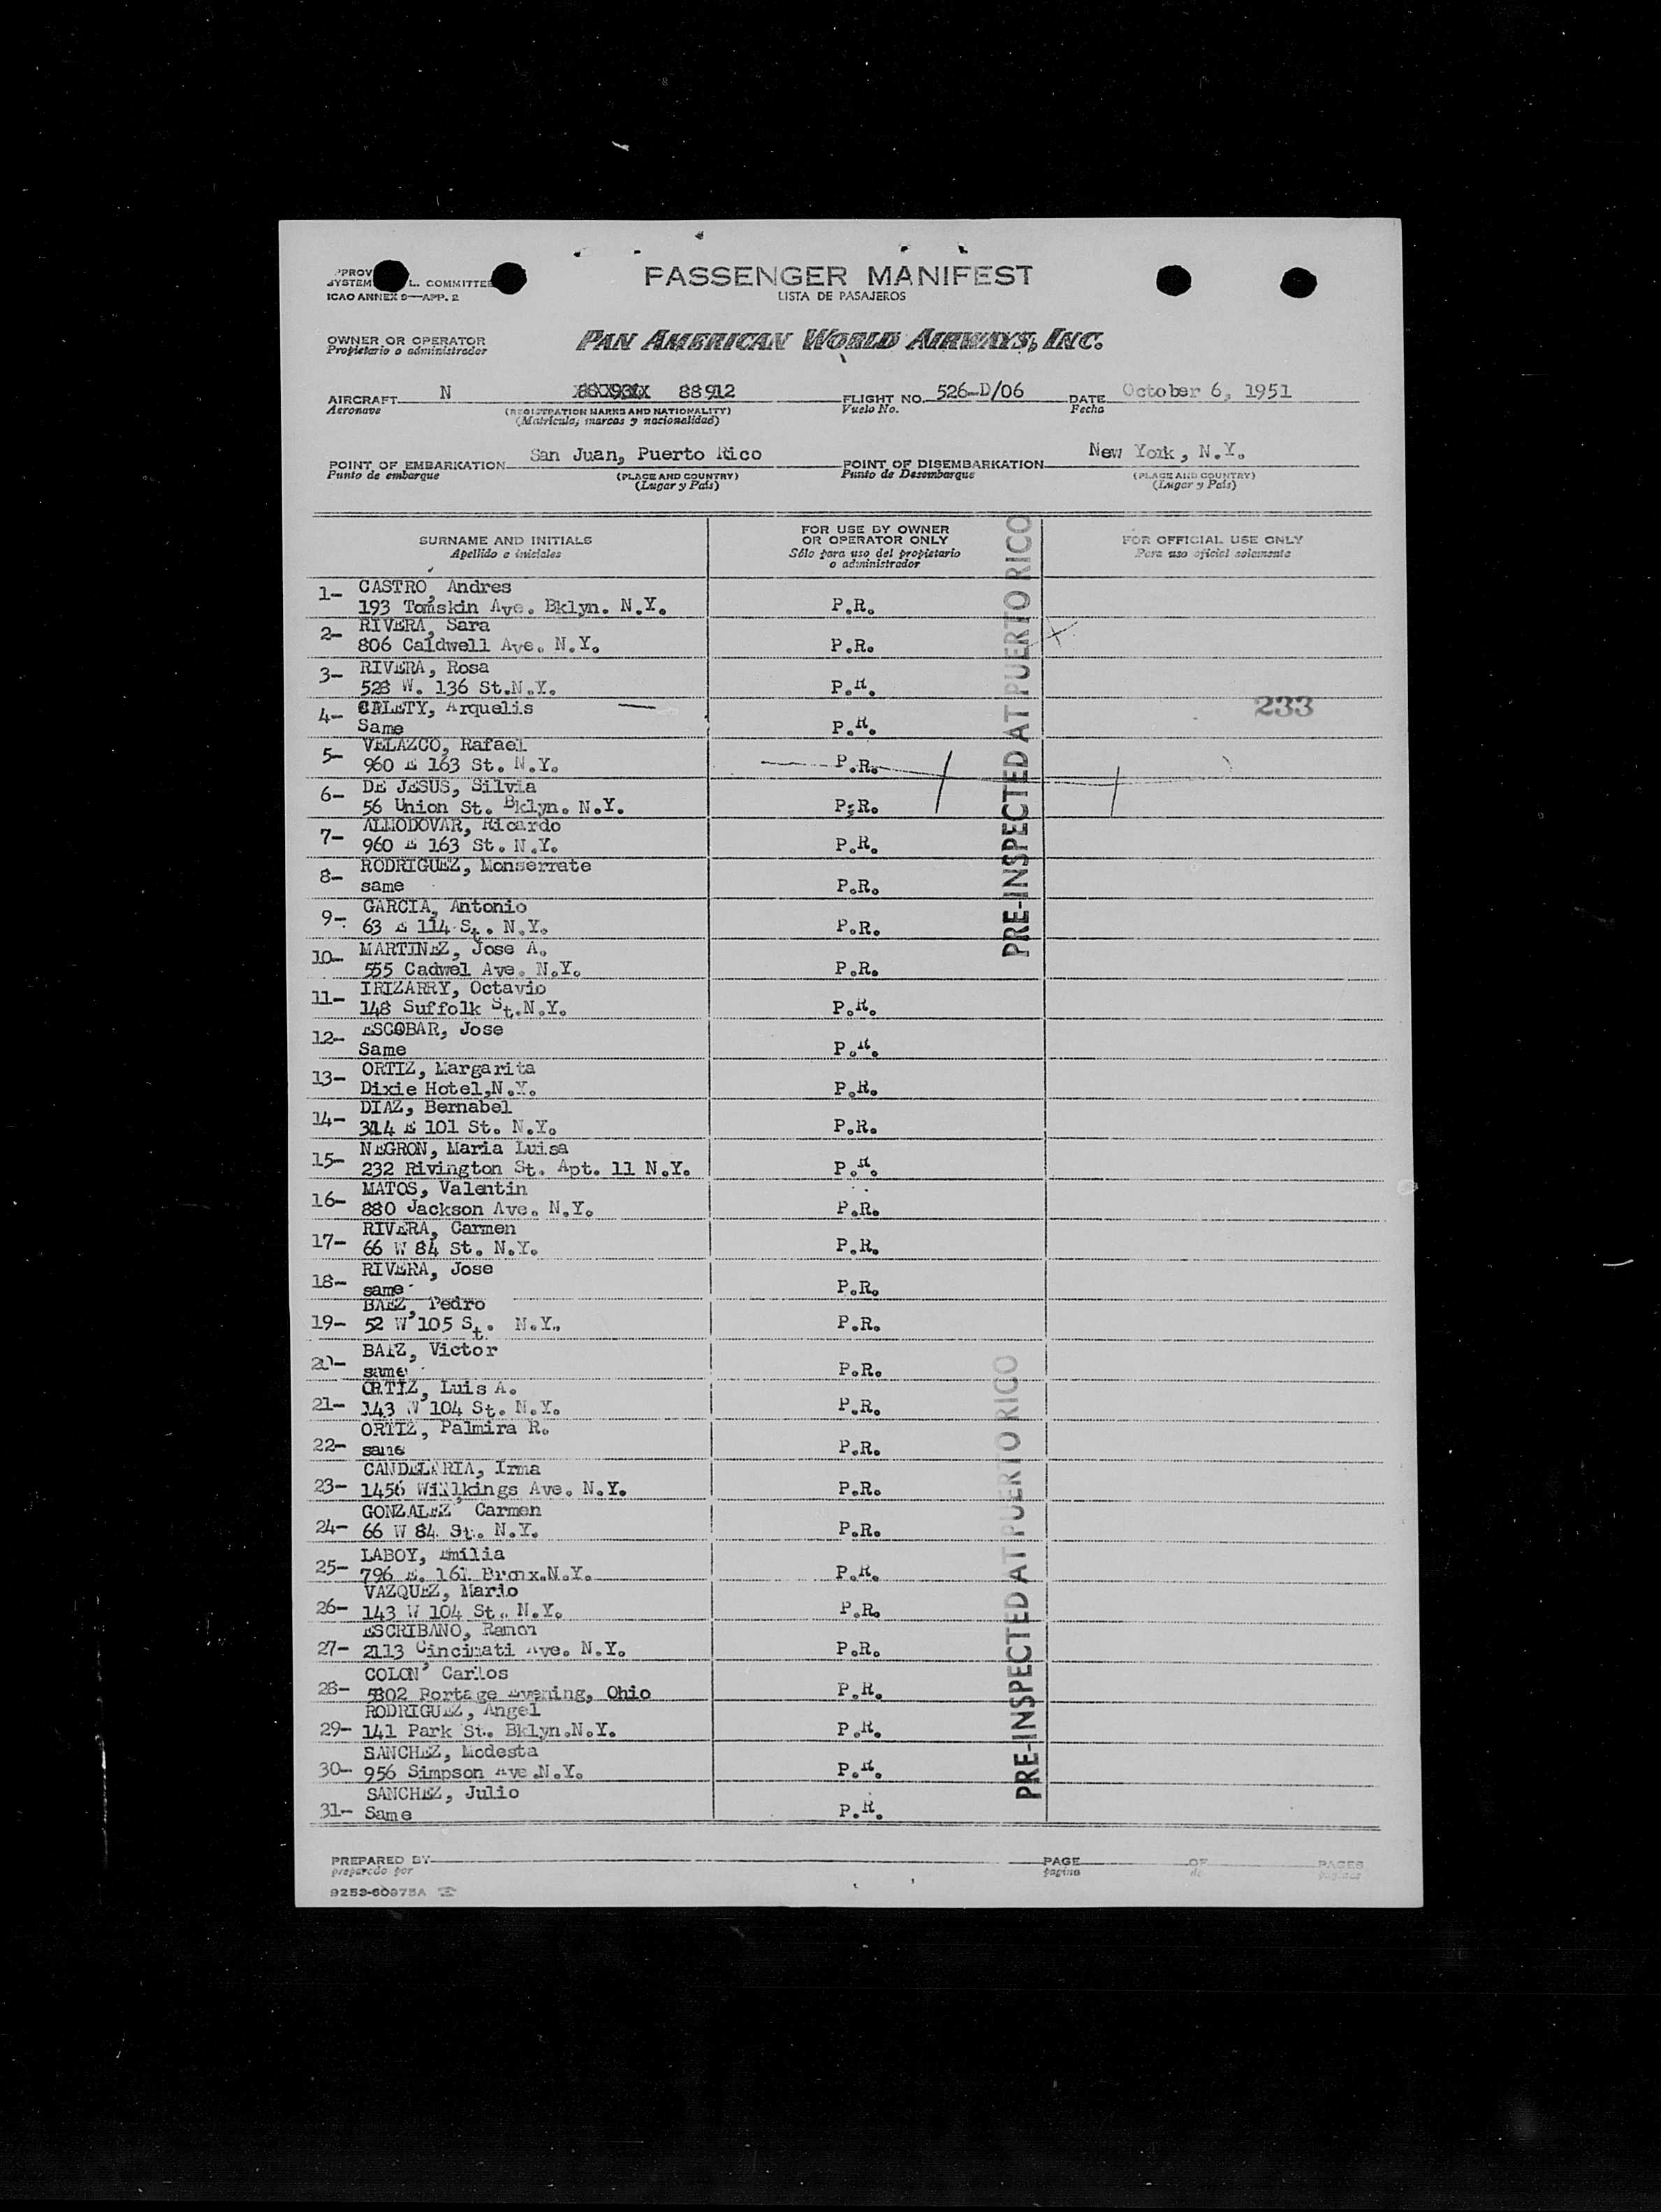 PASSENGER MANIFEST
LISTA DE PASAJEROS
SYSTEM L. COMMITTEE
ICAO ANNEX 9—APP. 2
OWNER OR OPERATOR
Propietario o administrador
PAN AMERICAN WORLD AIRWAYS, INC.
AIRCRAFT N 88912 FLIGHT NO. 526-D/06 DATE October 6, 1951
Aeronave (REGISTRATION MARKS AND NATIONALITY) Vuelo No. Fecha
(Matrícula, marcas y nacionalidad)
POINT OF EMBARKATION San Juan, Puerto Rico POINT OF DISEMBARKATION New York, N.Y.
Punto de embarque (PLACE AND COUNTRY) Punto de Desembarque (PLACE AND COUNTRY)
(Lugar y País) (Lugar y País)
SURNAME AND INITIALS
Apellido e iniciales
FOR USE BY OWNER
OR OPERATOR ONLY
Sólo para uso del propietario
o administrador
FOR OFFICIAL USE ONLY
Para uso oficial solamente
1- CASTRO, Andres
193 Tomskin Ave. Bklyn. N.Y. P.R.
2- RIVERA, Sara
806 Caldwell Ave. N.Y. P.R.
3- RIVERA, Rosa
528 W. 136 St.N.Y. P.R.
4- Arquelis
Same P.R.
233
5- VELAZCO, Rafael
960 E 163 St. N.Y. P.R.
6- DE JESUS, Silvia
56 Union St. Bklyn. N.Y. P.R.
7- ALMODOVAR, Ricardo
960 E 163 St. N.Y. P.R.
8- RODRIGUEZ, Monserrate
same P.R.
9- GARCIA, Antonio
63 E 114 St. N.Y. P.R.
10- MARTINEZ, Jose A.
555 Cadwel Ave. N.Y. P.R.
11- IRIZARRY, Octavio
148 Suffolk St.N.Y. P.R.
12- ESCOBAR, Jose
Same P.R.
13- ORTIZ, Margarita
Dixie Hotel,N.Y. P.R.
14- DIAZ, Bernabel
314 E 101 St. N.Y. P.R.
15- NEGRON, Maria Luisa
232 Rivington St. Apt. 11 N.Y. P.R.
16- MATOS, Valentin
880 Jackson Ave. N.Y. P.R.
17- RIVERA, Carmen
66 W 84 St. N.Y. P.R.
18- RIVERA, Jose
same P.R.
19- BAEZ, Pedro
52 W 105 St. N.Y. P.R.
20- BAEZ, Victor
same P.R.
21- ORTIZ, Luis A.
143 W 104 St. N.Y. P.R.
22- ORTIZ, Palmira R.
same P.R.
23- CANDELARIA, Irma
1456 Ave. N.Y. P.R.
24- GONZALEZ, Carmen
66 W 84 St. N.Y. P.R.
25- LABOY, Emilia
796 E. 161 Bronx.N.Y. P.R.
26- VAZQUEZ, Mario
143 W 104 St. N.Y. P.R.
27- ESCRIBANO, Ramon
2113 Cincinati Ave. N.Y. P.R.
28- COLON, Carlos
5802 Portage Evening, Ohio P.R.
29- RODRIGUEZ, Angel
141 Park St. Bklyn.N.Y. P.R.
30- SANCHEZ, Modesta
956 Simpson Ave.N.Y. P.R.
31- SANCHEZ, Julio
Same P.R.
PRE-INSPECTED AT PUERTO RICO
PRE-INSPECTED AT PUERTO RICO
PREPARED BY PAGE OF PAGES
preparado por página de páginas
9253-60975A